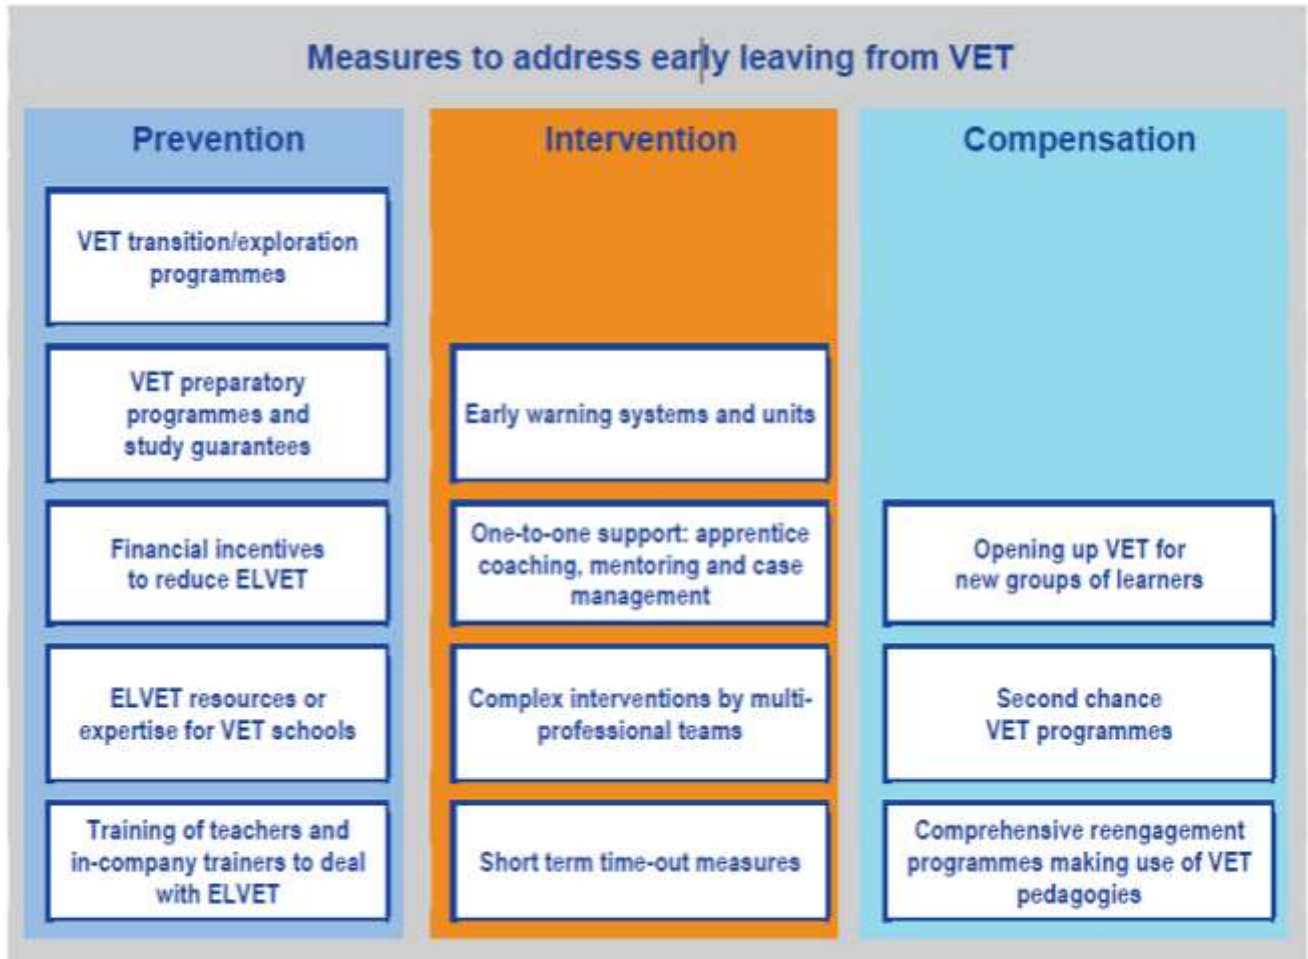 Measures to address early leaving from VET
Prevention
VET transition/exploration
programmes
VET preparatory
programmes and
study guarantees
Financial incentives
to reduce ELVET
ELVET resources or
expertise for VET schools
Training of teachers and
in-company trainers to deal
with ELVET
Intervention
Early warning systems and units
One-to-one support: apprentice
coaching, mentoring and case
management
Complex interventions by multi-
professional teams
Short term time-out measures
Compensation
Opening up VET for
new groups of learners
Second chance
VET programmes
Comprehensive reengagement
programmes making use of VET
pedagogies